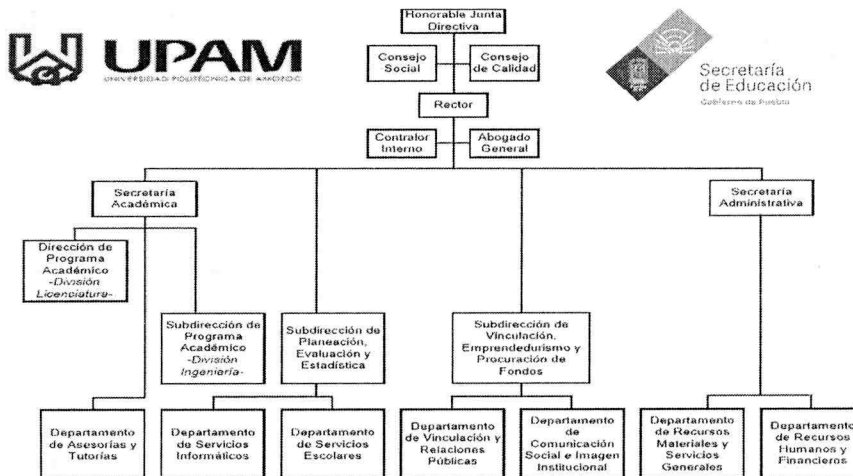 Honorable Junta
Directiva
UPAM
UNIVERSIDAD POLITÉCNICA DE AMOZOC
Consejo
Social
Consejo
de Calidad
Secretaría
de Educación
Gobierno de Puebla
Rector
Contralor
Interno
Abogado
General
Secretaría
Académica
Secretaría
Administrativa
Dirección de
Programa
Académico
-División
Licenciatura-
Subdirección de
Programa
Académico
-División
Ingeniería-
Subdirección de
Planeación,
Evaluación y
Estadística
Subdirección de
Vinculación,
Emprendedurismo y
Procuración de
Fondos
Departamento
de Asesorías y
Tutorías
Departamento
de Servicios
Informáticos
Departamento
de Servicios
Escolares
Departamento
de Vinculación y
Relaciones
Públicas
Departamento
de
Comunicación
Social e Imagen
Institucional
Departamento
de Recursos
Materiales y
Servicios
Generales
Departamento
de Recursos
Humanos y
Financieros